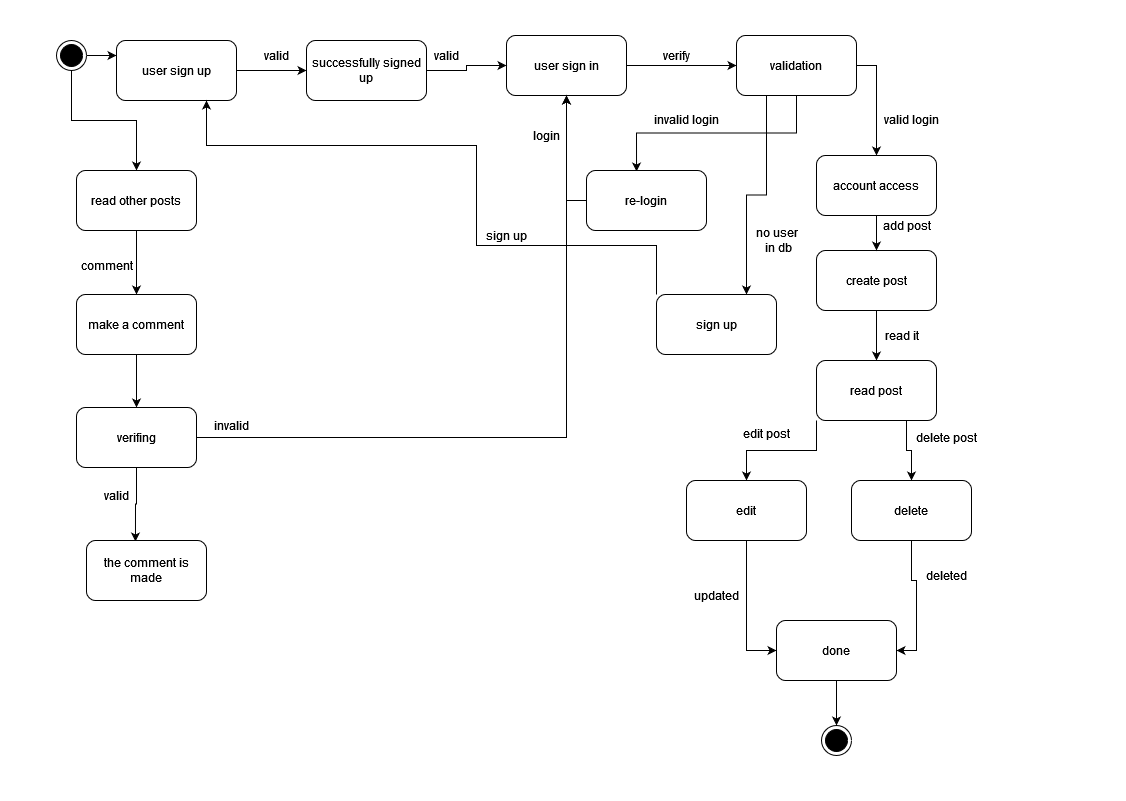 user sign up
valid
successfully signed
up
valid
user sign in
verify
validation
invalid login
valid login
login
read other posts
re-login
account access
add post
sign up
no user
in db
comment
create post
make a comment
sign up
read it
read post
verifing
invalid
edit post
delete post
valid
edit
delete
the comment is
made
updated
deleted
done